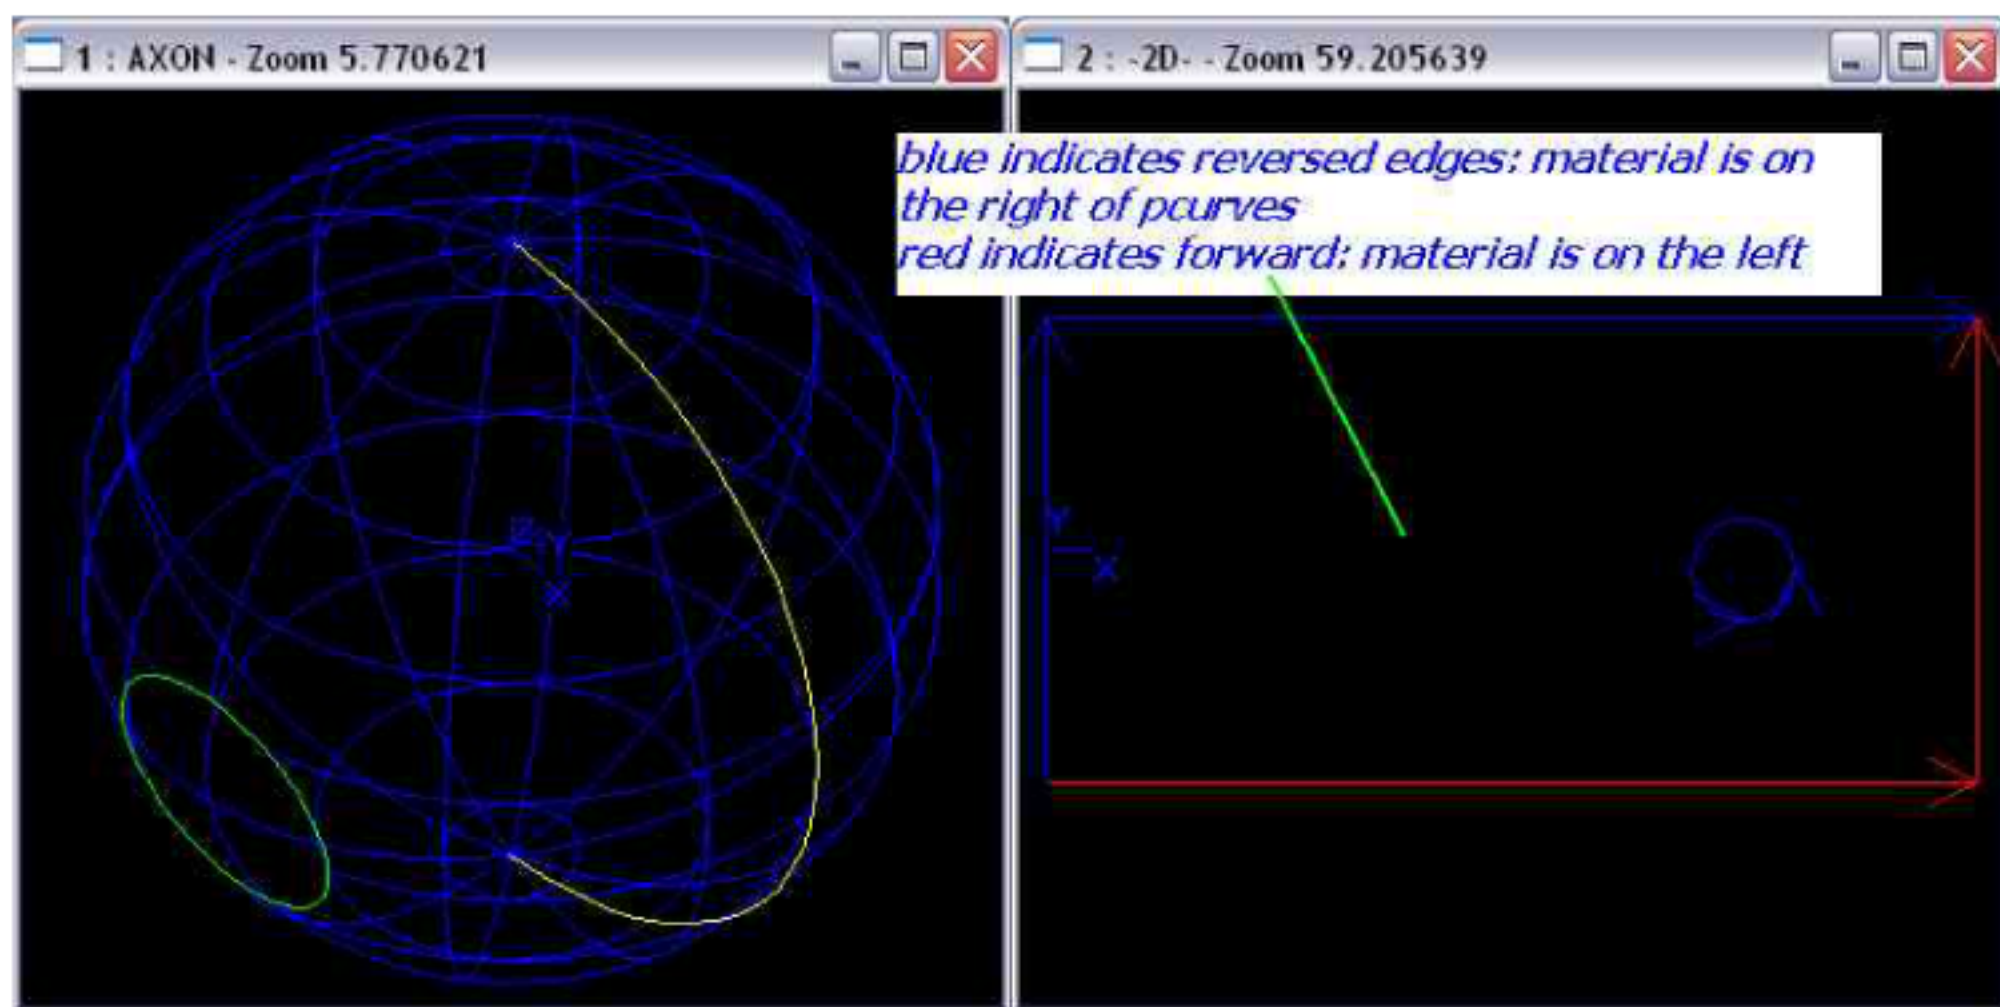 1 : AXON - Zoom 5.770621
2 : -2D- - Zoom 59.205639
blue indicates reversed edges: material is on
the right of pcurves
red indicates forward: material is on the left
Z Y
X
Y
X